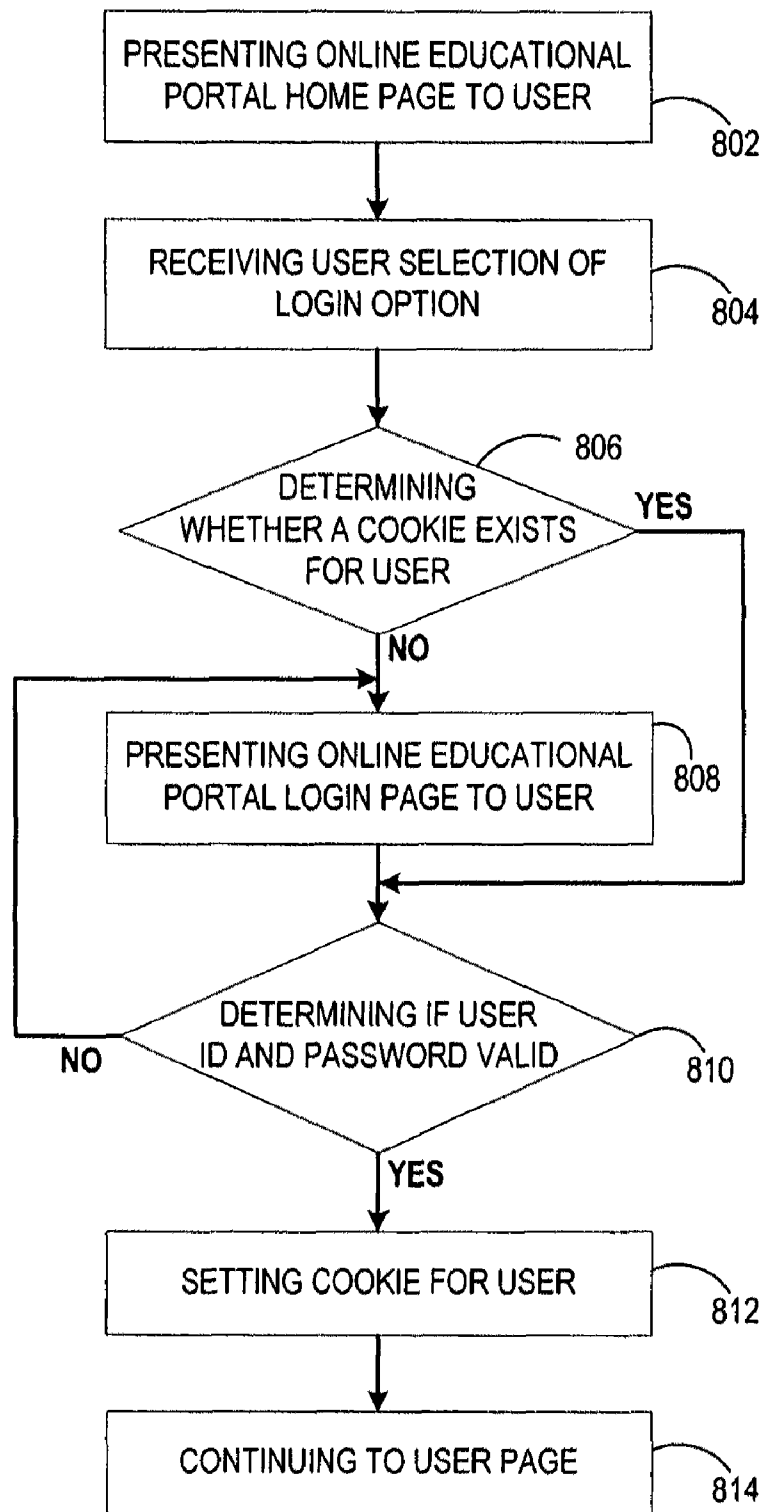 PRESENTING ONLINE EDUCATIONAL
PORTAL HOME PAGE TO USER
802
RECEIVING USER SELECTION OF
LOGIN OPTION
804
806
DETERMINING
WHETHER A COOKIE EXISTS
FOR USER
YES
NO
PRESENTING ONLINE EDUCATIONAL
PORTAL LOGIN PAGE TO USER
808
DETERMINING IF USER
ID AND PASSWORD VALID
810
NO
YES
SETTING COOKIE FOR USER
812
CONTINUING TO USER PAGE
814